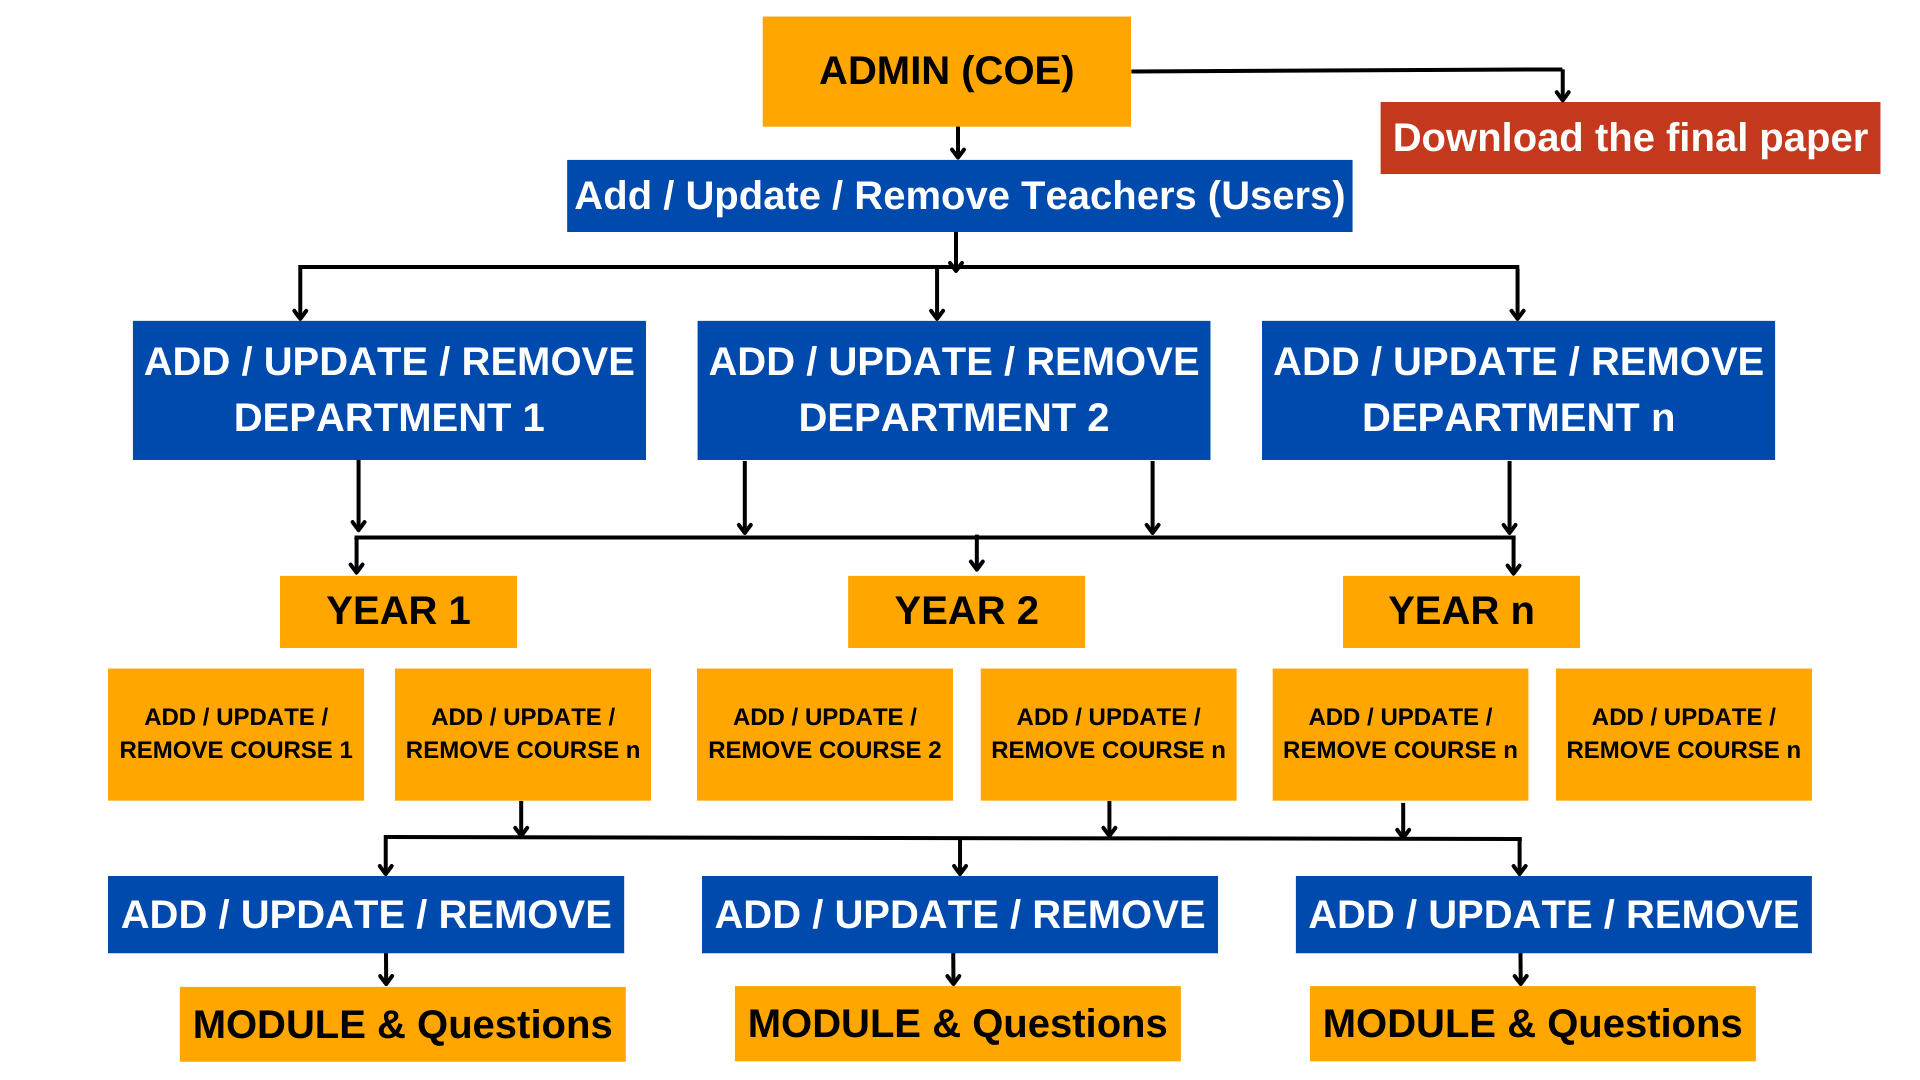 ADMIN (COE)
Download the final paper
Add / Update / Remove Teachers (Users)
ADD / UPDATE / REMOVE
DEPARTMENT 1
ADD / UPDATE / REMOVE
DEPARTMENT 2
ADD / UPDATE / REMOVE
DEPARTMENT n
YEAR 1
YEAR 2
YEAR n
ADD / UPDATE /
REMOVE COURSE 1
ADD / UPDATE /
REMOVE COURSE n
ADD / UPDATE /
REMOVE COURSE 2
ADD / UPDATE /
REMOVE COURSE n
ADD / UPDATE /
REMOVE COURSE n
ADD / UPDATE /
REMOVE COURSE n
ADD / UPDATE / REMOVE
ADD / UPDATE / REMOVE
ADD / UPDATE / REMOVE
MODULE & Questions
MODULE & Questions
MODULE & Questions